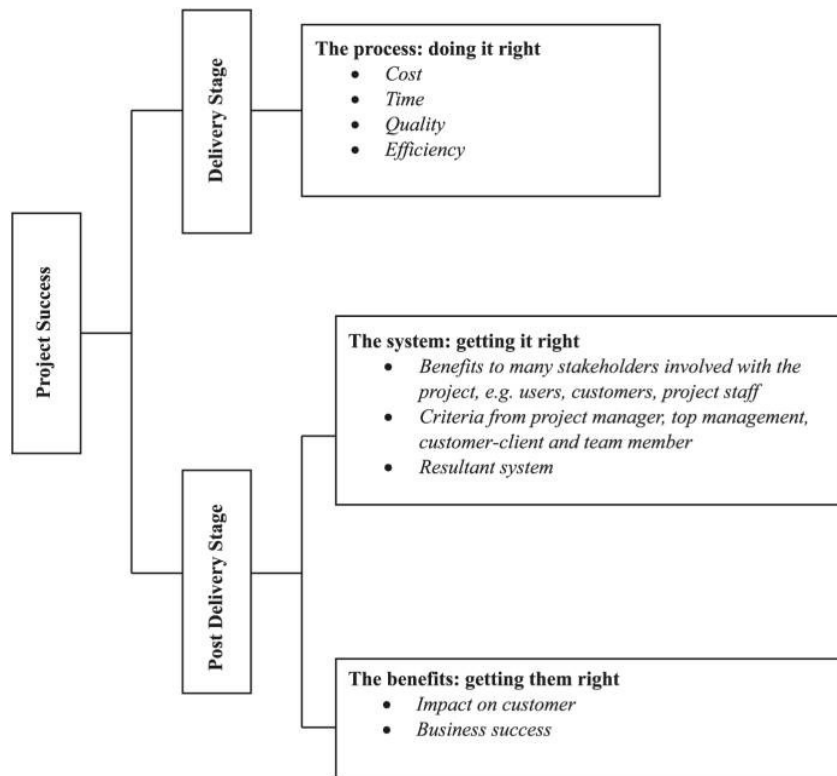 Project Success
Delivery Stage
The process: doing it right
• Cost
• Time
• Quality
• Efficiency
Post Delivery Stage
The system: getting it right
• Benefits to many stakeholders involved with the
project, e.g. users, customers, project staff
• Criteria from project manager, top management,
customer-client and team member
• Resultant system
The benefits: getting them right
• Impact on customer
• Business success